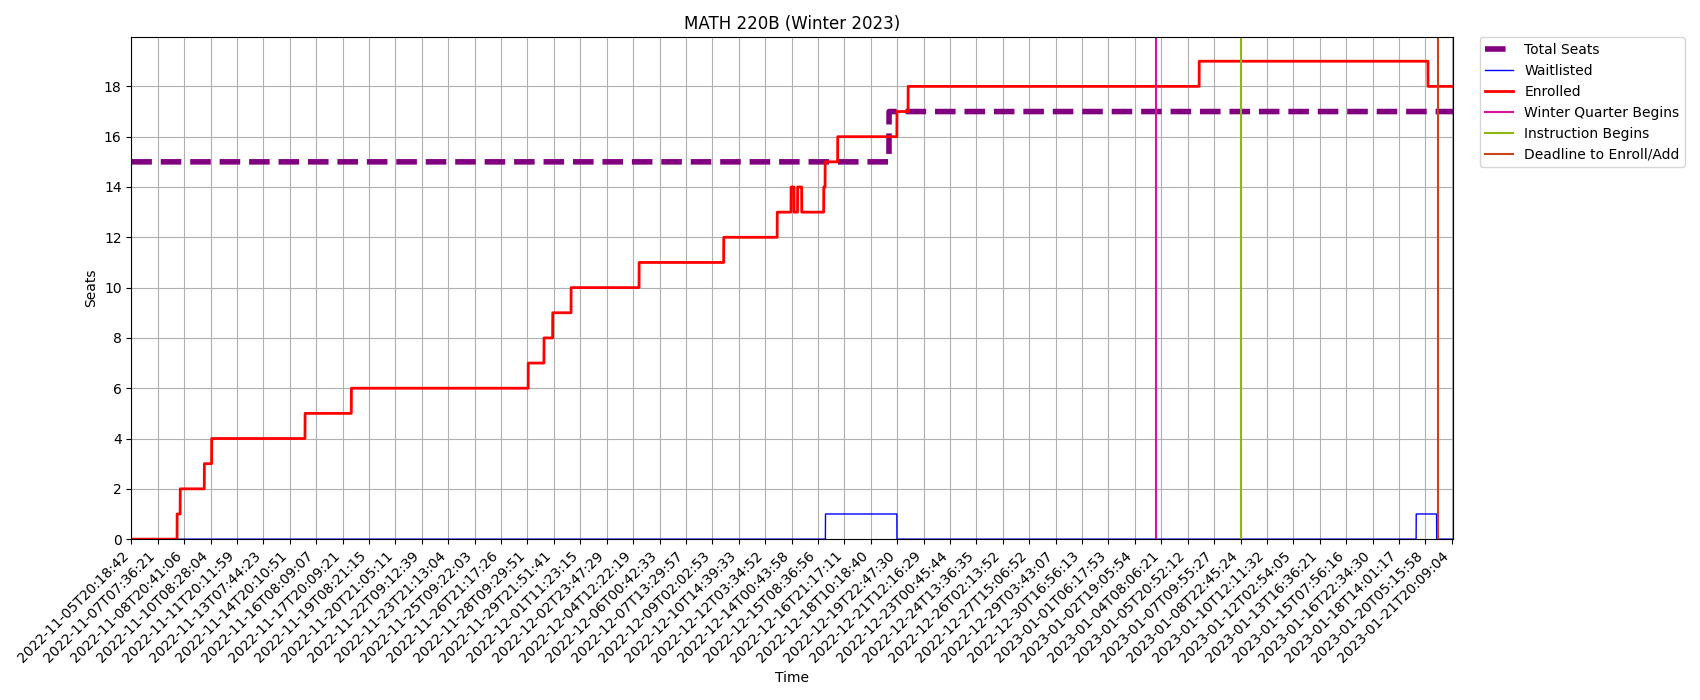 MATH 220B (Winter 2023)
Total Seats
Waitlisted
Enrolled
Winter Quarter Begins
Instruction Begins
Deadline to Enroll/Add
Seats
18
16
14
12
10
8
6
4
2
0
2022-11-05T20:18:42
2022-11-07T07:36:21
2022-11-08T20:41:06
2022-11-10T08:28:04
2022-11-11T20:11:59
2022-11-13T07:44:23
2022-11-14T20:10:51
2022-11-16T08:09:07
2022-11-17T20:09:21
2022-11-19T08:21:15
2022-11-20T21:05:11
2022-11-22T09:12:39
2022-11-23T21:13:04
2022-11-25T09:22:03
2022-11-26T21:17:26
2022-11-28T09:29:51
2022-11-29T21:51:41
2022-12-01T11:23:15
2022-12-02T23:47:29
2022-12-04T12:22:19
2022-12-06T00:42:33
2022-12-07T13:29:57
2022-12-09T02:02:53
2022-12-10T14:39:33
2022-12-12T03:34:52
2022-12-14T00:43:58
2022-12-15T08:36:56
2022-12-16T21:17:11
2022-12-18T10:18:40
2022-12-19T22:47:30
2022-12-21T12:16:29
2022-12-23T00:45:44
2022-12-24T13:36:35
2022-12-26T02:13:52
2022-12-27T15:06:52
2022-12-29T03:43:07
2022-12-30T16:56:13
2023-01-01T06:17:53
2023-01-02T19:05:54
2023-01-04T08:06:21
2023-01-05T20:52:12
2023-01-07T09:55:27
2023-01-08T22:45:24
2023-01-10T12:11:32
2023-01-12T02:54:05
2023-01-13T16:36:21
2023-01-15T07:56:16
2023-01-16T22:34:30
2023-01-18T14:01:17
2023-01-20T05:15:58
2023-01-21T20:09:04
Time